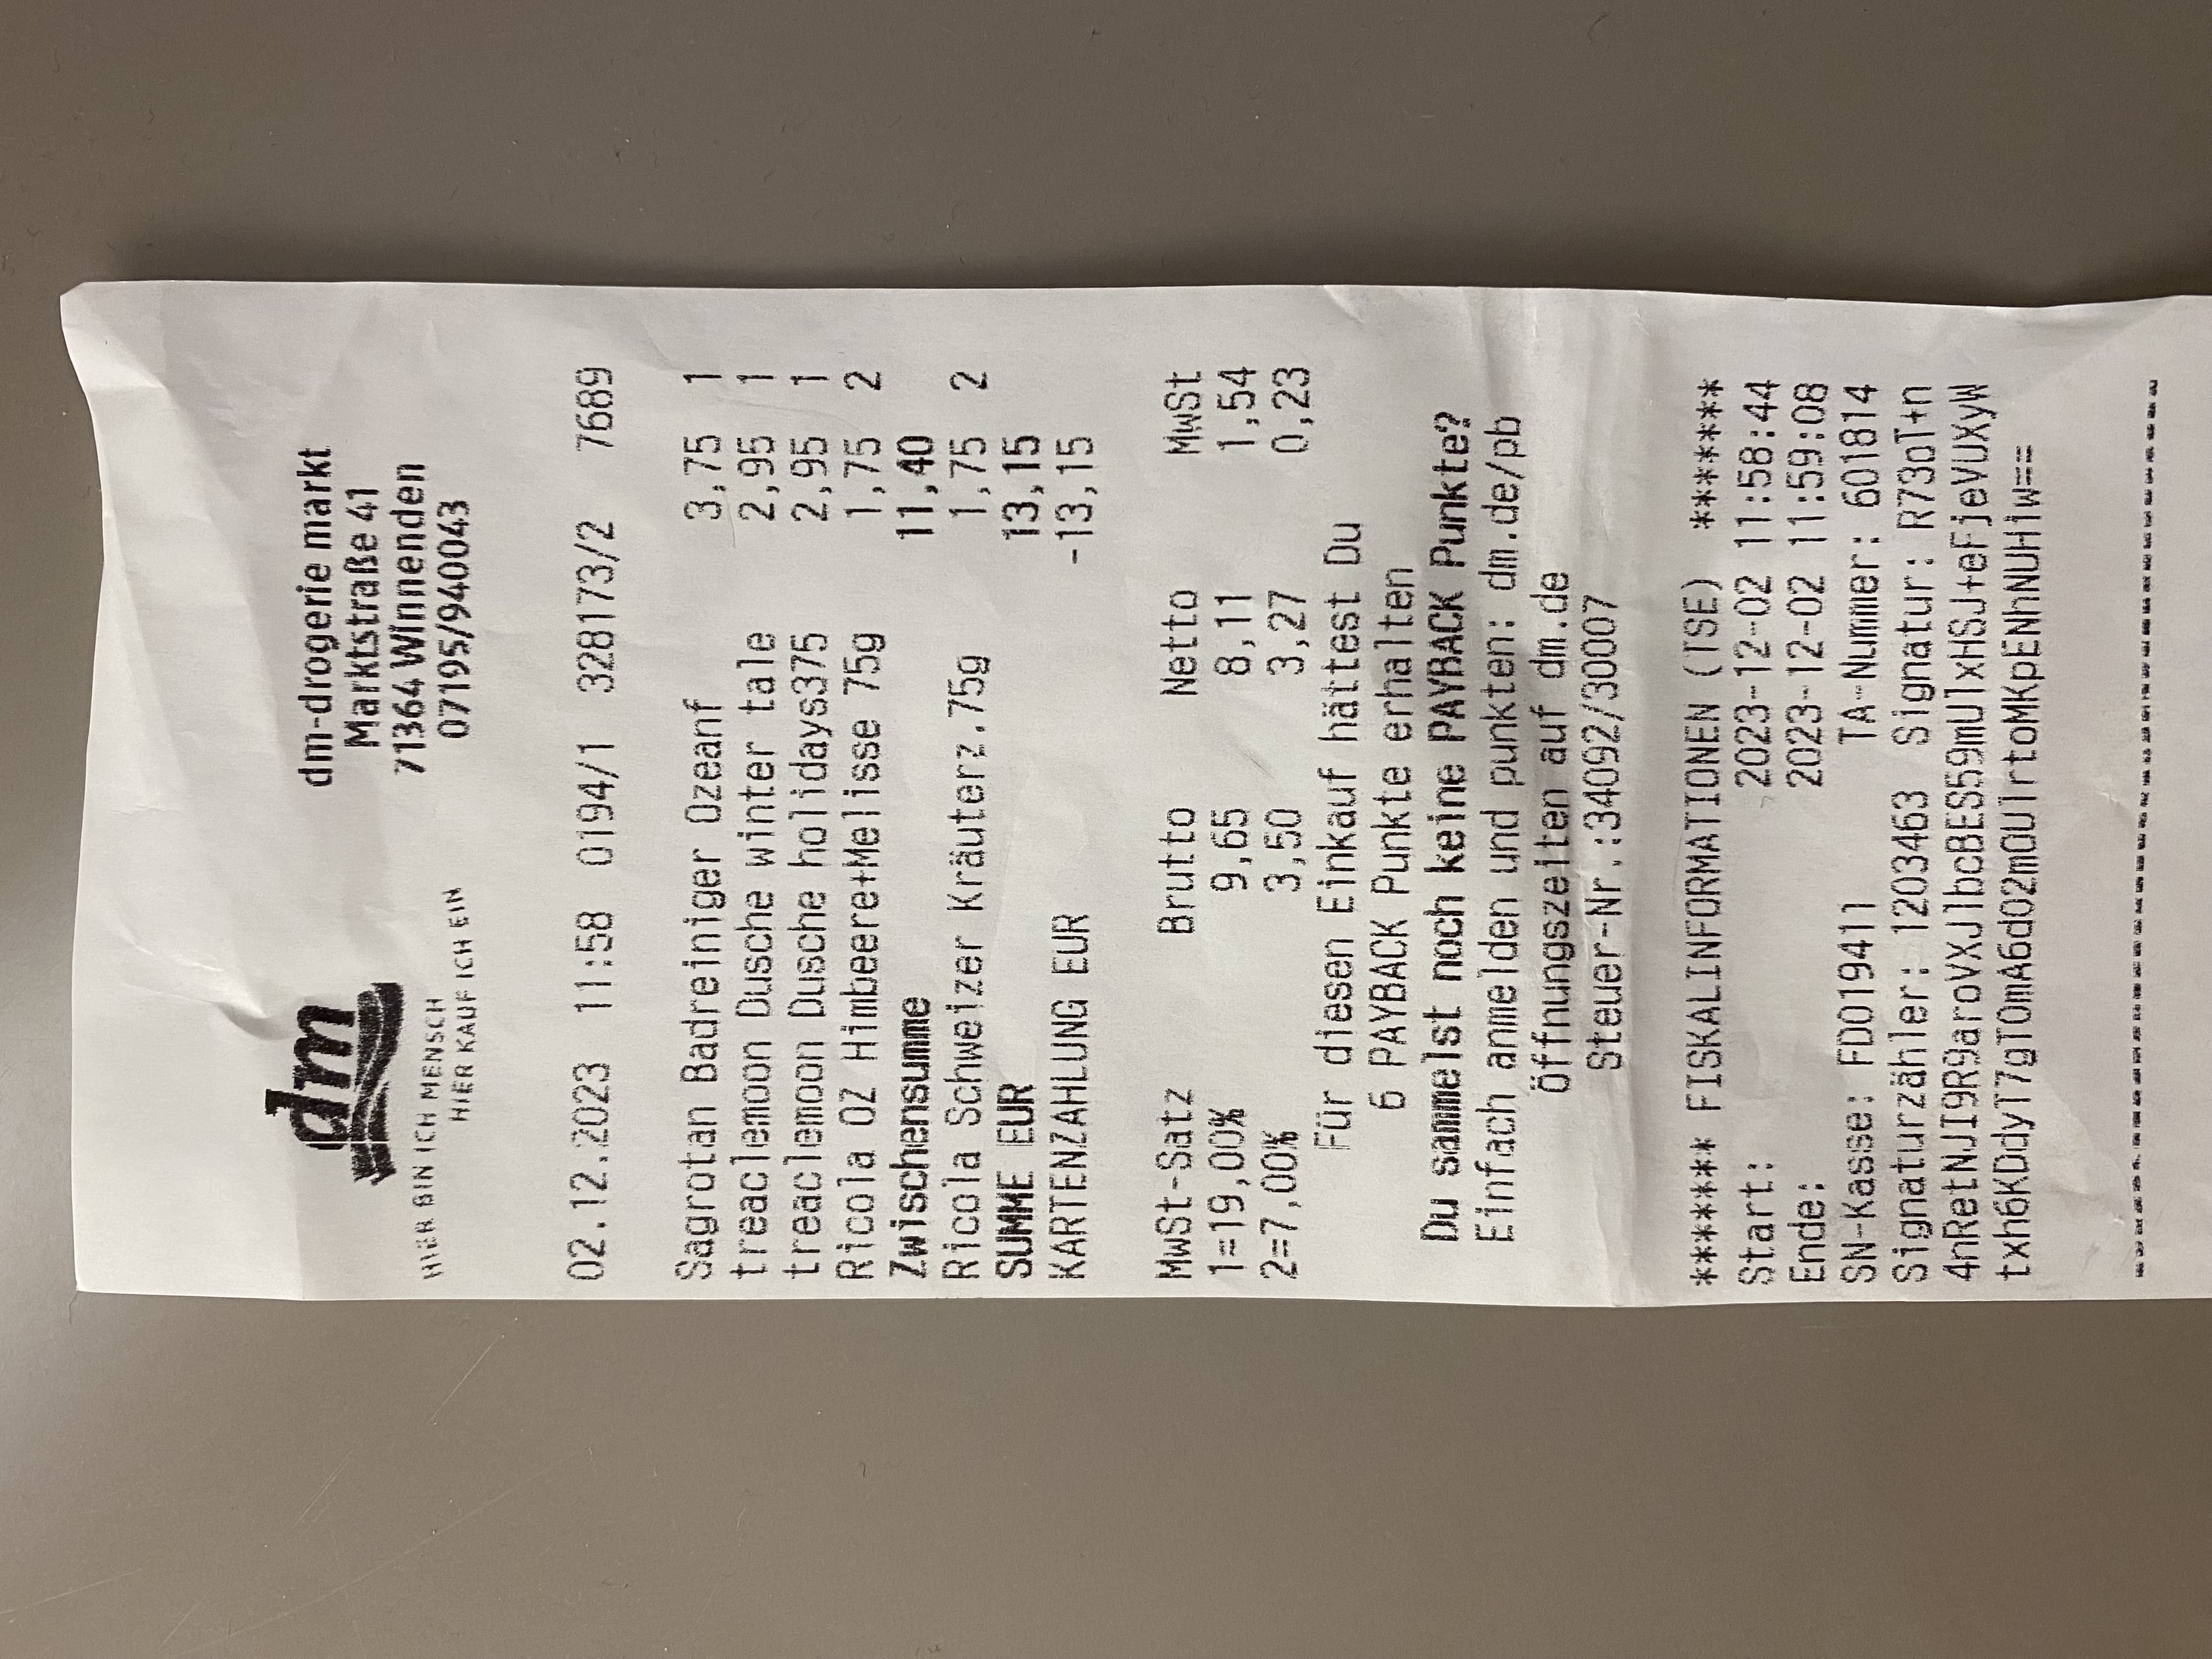 dm
HIER BIN ICH MENSCH
HIER KAUF ICH EIN
dm-drogerie markt
Marktstraße 41
71364 Winnenden
07195/940043
02.12.2023 11:58 0194/1 328173/2 7689
Sagrotan Badreiniger Ozeanf 3,75 1
treaclemoon Dusche winter tale 2,95 1
treaclemoon Dusche holidays375 2,95 1
Ricola OZ Himbeere+Melisse 75g 1,75 2
Zwischensumme 11,40
Ricola Schweizer Kräuterz.75g 1,75 2
SUMME EUR 13,15
KARTENZAHLUNG EUR -13,15
MwSt-Satz Brutto Netto MwSt
1=19,00% 9,65 8,11 1,54
2=7,00% 3,50 3,27 0,23
Für diesen Einkauf hättest Du
6 PAYBACK Punkte erhalten
Du sammelst noch keine PAYBACK Punkte?
Einfach anmelden und punkten: dm.de/pb
Öffnungszeiten auf dm.de
Steuer-Nr.:34092/30007
******* FISKALINFORMATIONEN (TSE) *******
Start: 2023-12-02 11:58:44
Ende: 2023-12-02 11:59:08
SN-Kasse: FD019411 TA-Nummer: 601814
Signaturzähler: 1203463 Signatur: R73oT+n
4nRetNJI9R9aroVXJlbcBES59mUlxHSJ+eFjeVUXyW
txh6KDdyT7gT0mA6d02mOUlrtoMKpENhNUHiw==